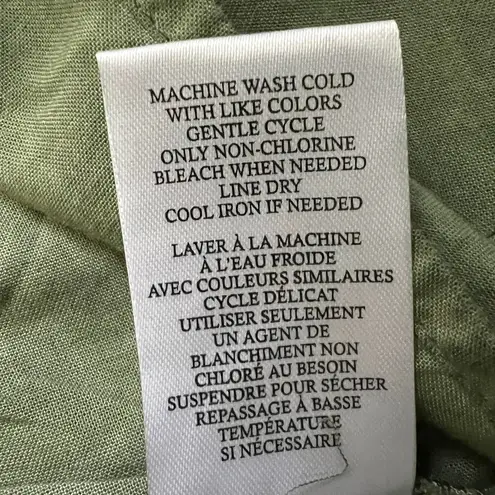 MACHINE WASH COLD
WITH LIKE COLORS
GENTLE CYCLE
ONLY NON-CHLORINE
BLEACH WHEN NEEDED
LINE DRY
COOL IRON IF NEEDED
LAVER À LA MACHINE
À L'EAU FROIDE
AVEC COULEURS SIMILAIRES
CYCLE DÉLICAT
UTILISER SEULEMENT
UN AGENT DE
BLANCHIMENT NON
CHLORÉ AU BESOIN
SUSPENDRE POUR SÉCHER
REPASSAGE À BASSE
TEMPÉRATURE
SI NÉCESSAIRE